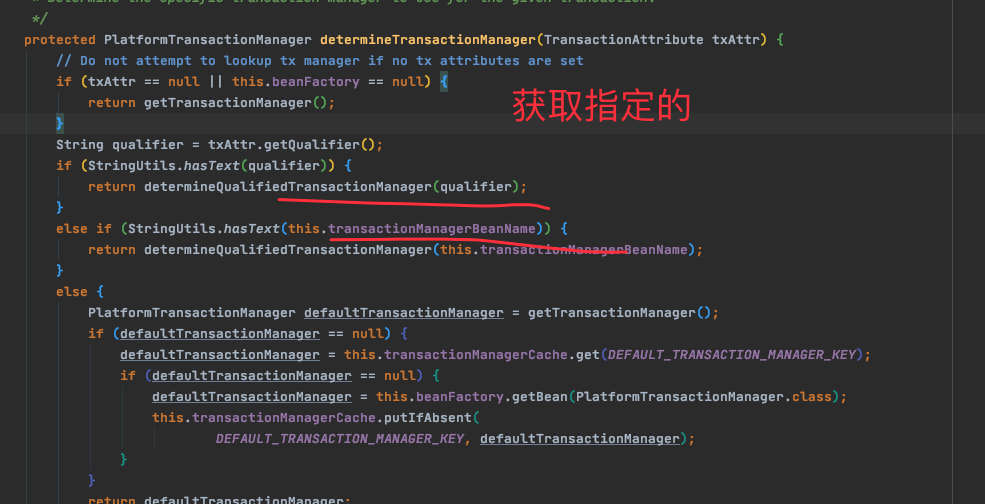 * Determine the specific transaction manager to use for the given transaction.
*/
protected PlatformTransactionManager determineTransactionManager(TransactionAttribute txAttr) {
// Do not attempt to lookup tx manager if no tx attributes are set
if (txAttr == null || this.beanFactory == null) {
return getTransactionManager();
获取指定的
}
String qualifier = txAttr.getQualifier();
if (StringUtils.hasText(qualifier)) {
return determineQualifiedTransactionManager(qualifier);
}
else if (StringUtils.hasText(this.transactionManagerBeanName)) {
return determineQualifiedTransactionManager(this.transactionManagerBeanName);
}
else {
PlatformTransactionManager defaultTransactionManager = getTransactionManager();
if (defaultTransactionManager == null) {
defaultTransactionManager = this.transactionManagerCache.get(DEFAULT_TRANSACTION_MANAGER_KEY);
if (defaultTransactionManager == null) {
defaultTransactionManager = this.beanFactory.getBean(PlatformTransactionManager.class);
this.transactionManagerCache.putIfAbsent(
DEFAULT_TRANSACTION_MANAGER_KEY, defaultTransactionManager);
}
}
return defaultTransactionManager;